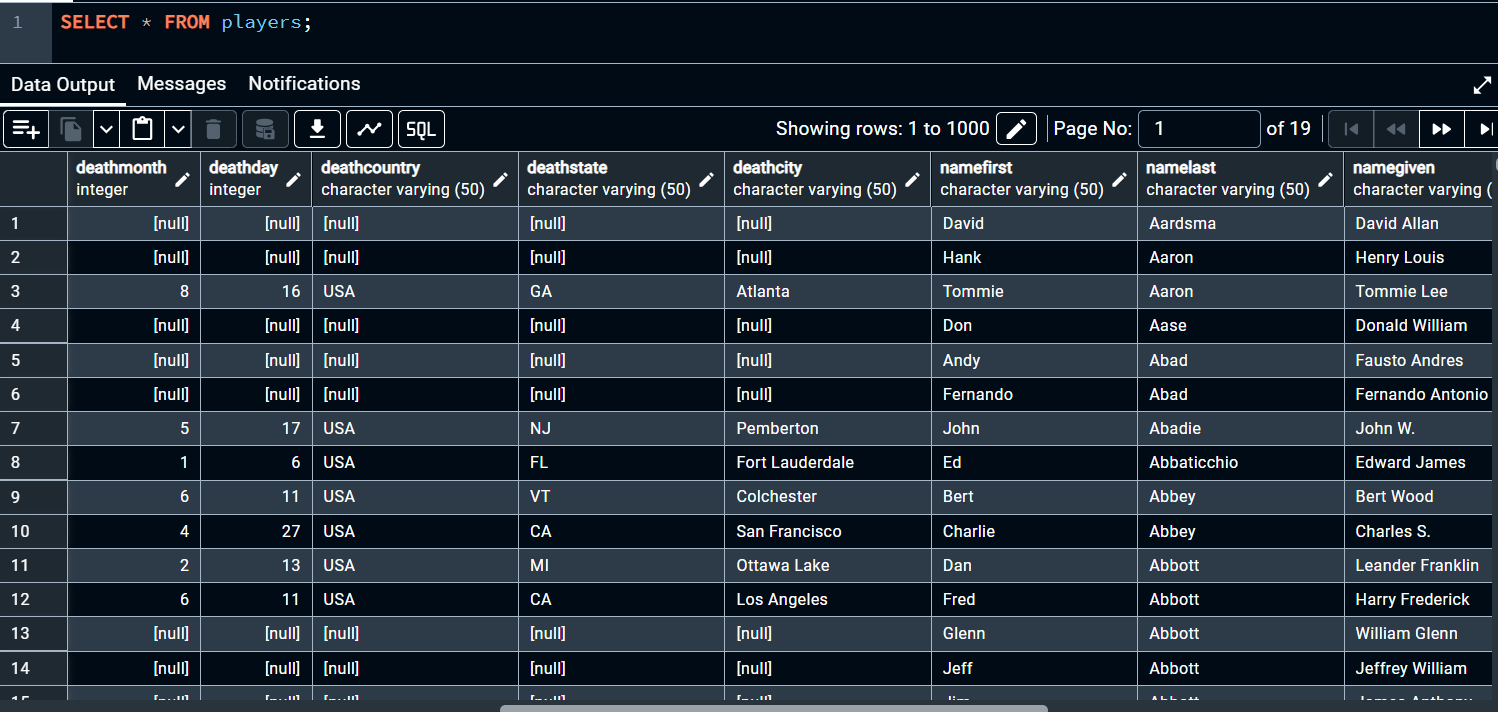 1 SELECT * FROM players;
Data Output Messages Notifications
SQL Showing rows: 1 to 1000 Page No: 1 of 19
deathmonth deathday deathcountry deathstate deathcity namefirst namelast namegiven
integer integer character varying (50) character varying (50) character varying (50) character varying (50) character varying (50) character varying (
1 [null] [null] [null] [null] [null] David Aardsma David Allan
2 [null] [null] [null] [null] [null] Hank Aaron Henry Louis
3 8 16 USA GA Atlanta Tommie Aaron Tommie Lee
4 [null] [null] [null] [null] [null] Don Aase Donald William
5 [null] [null] [null] [null] [null] Andy Abad Fausto Andres
6 [null] [null] [null] [null] [null] Fernando Abad Fernando Antonio
7 5 17 USA NJ Pemberton John Abadie John W.
8 1 6 USA FL Fort Lauderdale Ed Abbaticchio Edward James
9 6 11 USA VT Colchester Bert Abbey Bert Wood
10 4 27 USA CA San Francisco Charlie Abbey Charles S.
11 2 13 USA MI Ottawa Lake Dan Abbott Leander Franklin
12 6 11 USA CA Los Angeles Fred Abbott Harry Frederick
13 [null] [null] [null] [null] [null] Glenn Abbott William Glenn
14 [null] [null] [null] [null] [null] Jeff Abbott Jeffrey William